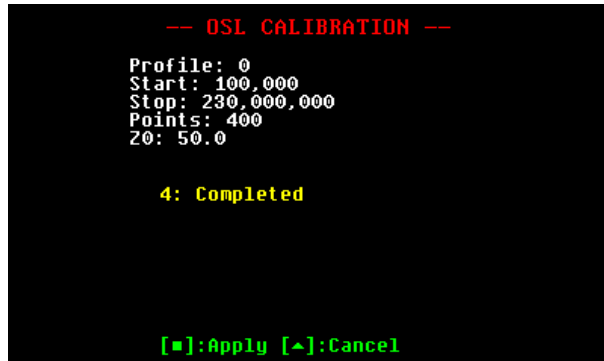 -- OSL CALIBRATION --
Profile: 0
Start: 100,000
Stop: 230,000,000
Points: 400
Z0: 50.0
4: Completed
[■]:Apply [▲]:Cancel